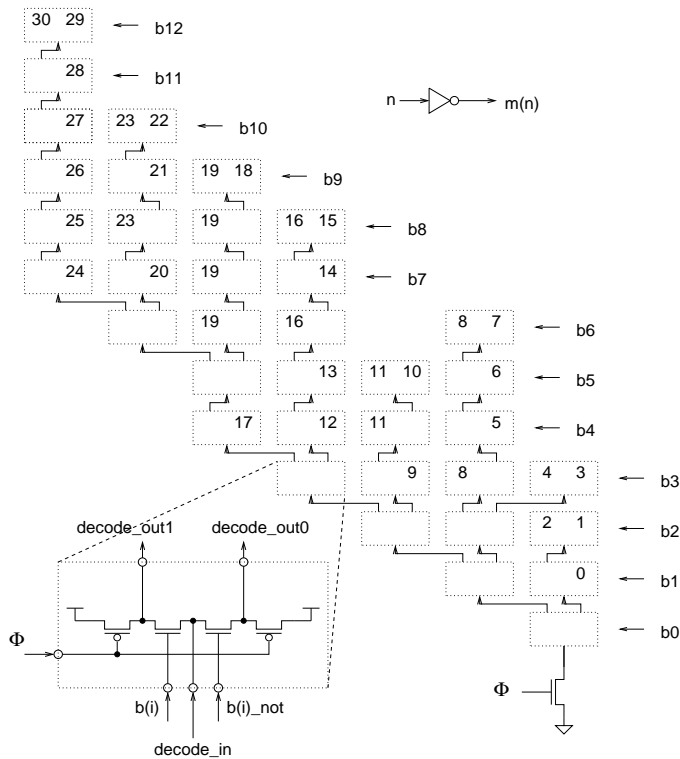 30 29 b12
28 b11
n m(n)
27 23 22 b10
26 21 19 18 b9
25 23 19 16 15 b8
24 20 19 14 b7
19 16 8 7 b6
13 11 10 6 b5
17 12 11 5 b4
9 8 4 3 b3
decode_out1 decode_out0
2 1 b2
0 b1
b0
Φ
Φ
b(i) b(i)_not
decode_in